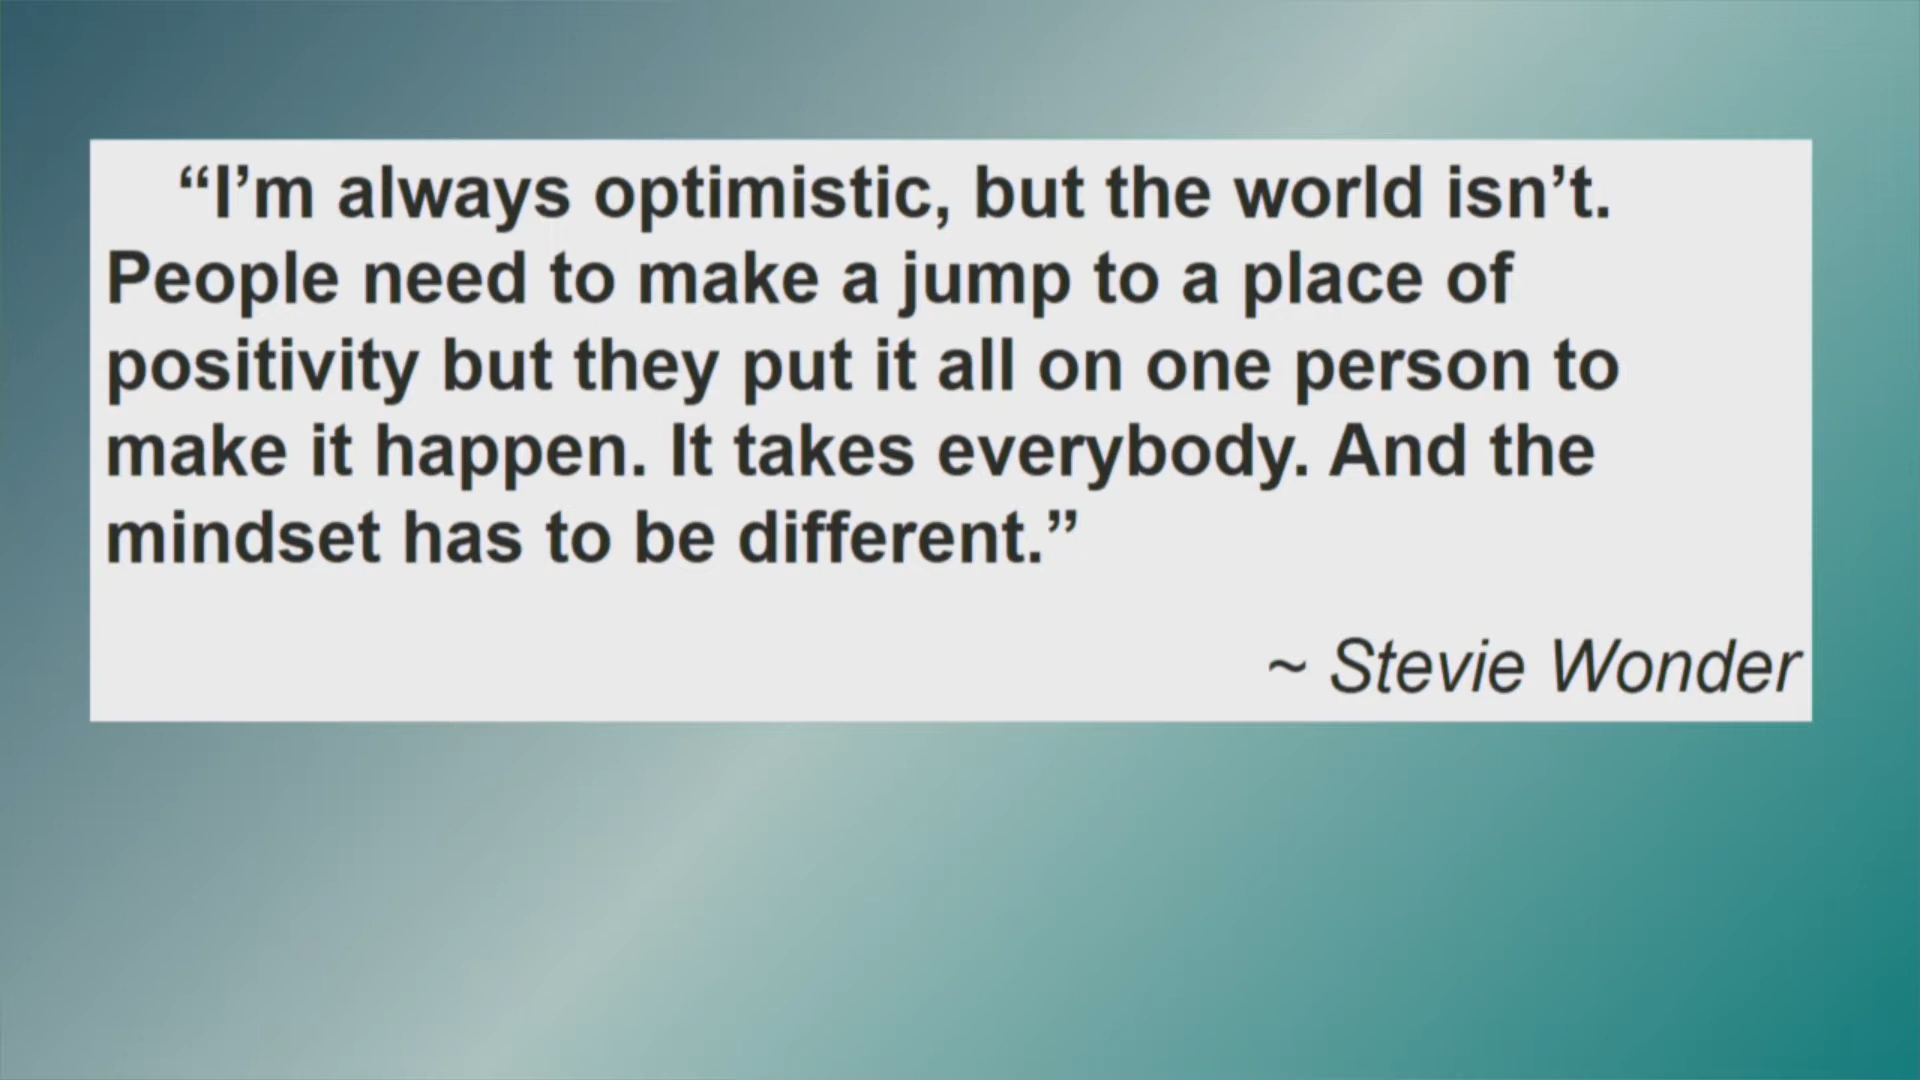 “I’m always optimistic, but the world isn’t.
People need to make a jump to a place of
positivity but they put it all on one person to
make it happen. It takes everybody. And the
mindset has to be different.”
~ Stevie Wonder